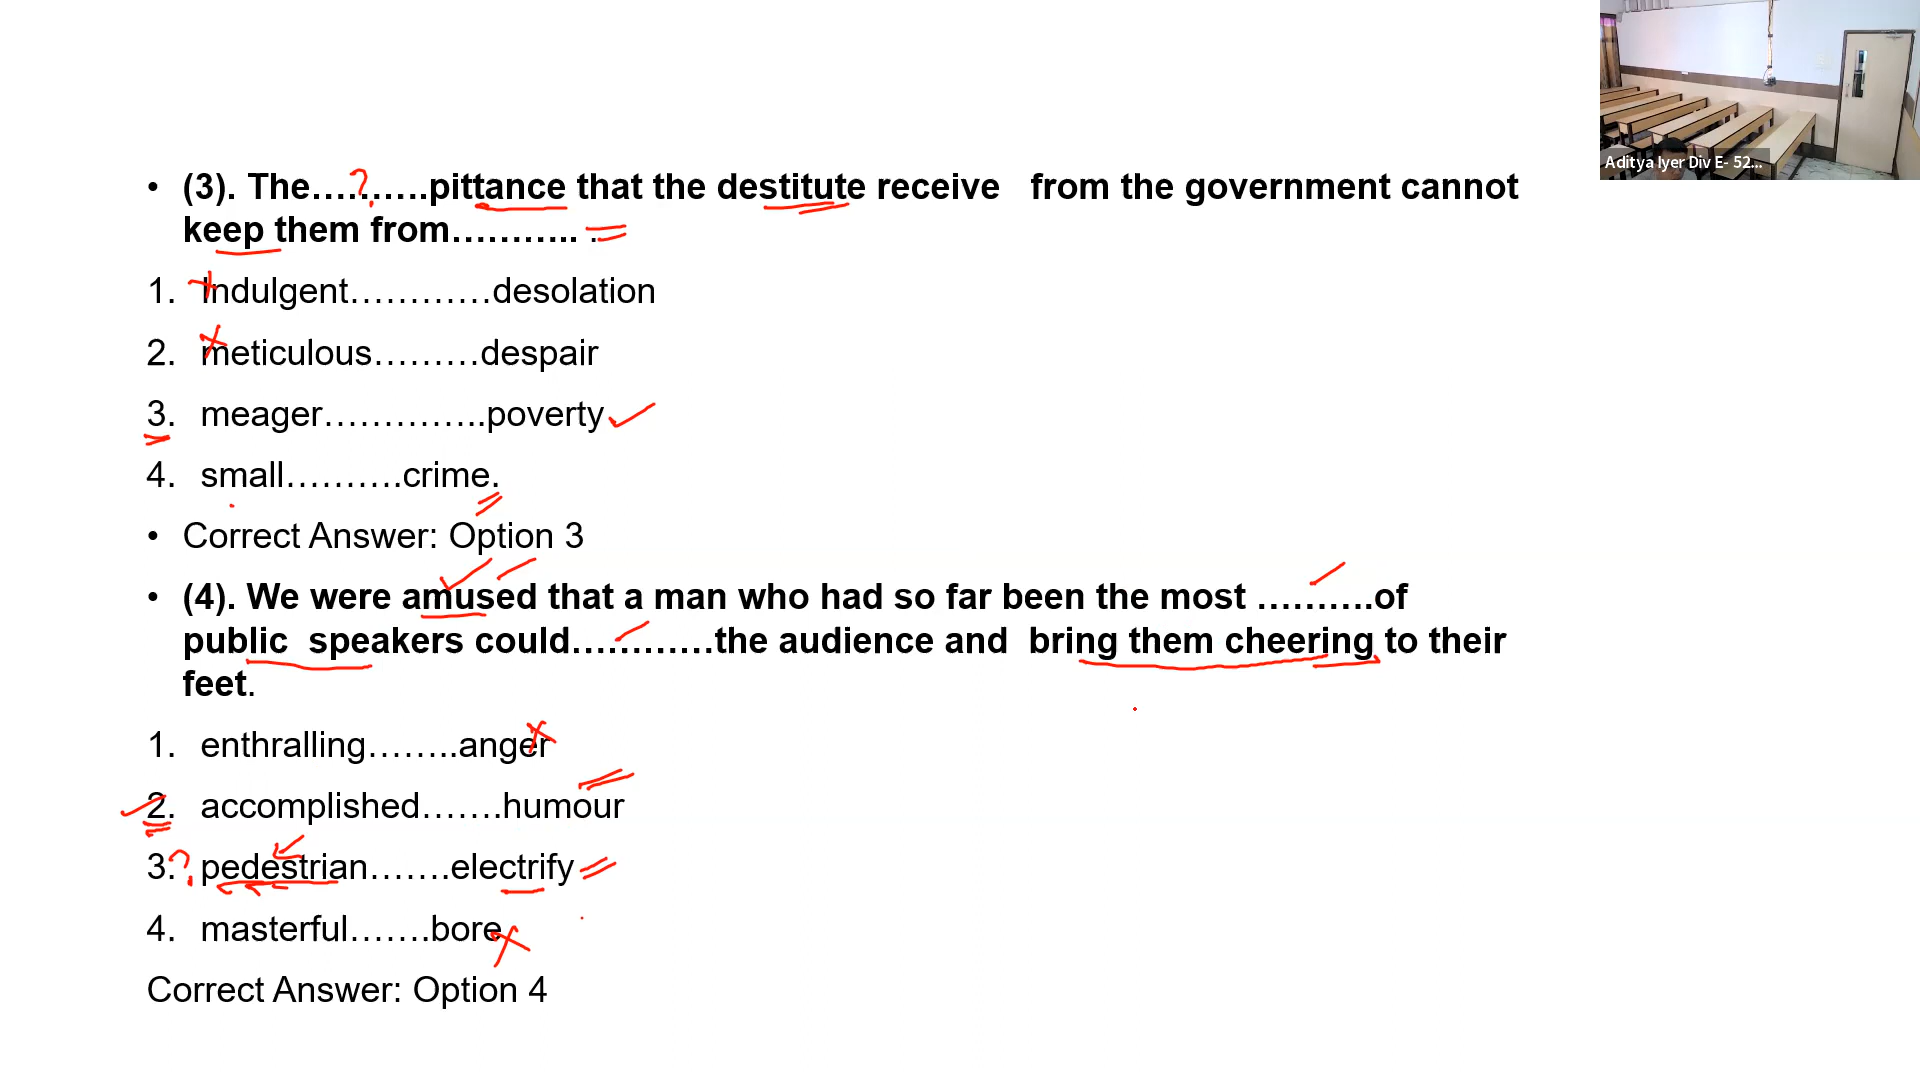 Aditya Iyer Div E- 52...
• (3). The……….pittance that the destitute receive from the government cannot
keep them from……….. .
1. Indulgent…………desolation
2. meticulous………despair
3. meager…………..poverty
4. small……….crime.
• Correct Answer: Option 3
• (4). We were amused that a man who had so far been the most ……….of
public speakers could…………the audience and bring them cheering to their
feet.
1. enthralling……..anger
2. accomplished…….humour
3. pedestrian…….electrify
4. masterful…….bore
Correct Answer: Option 4